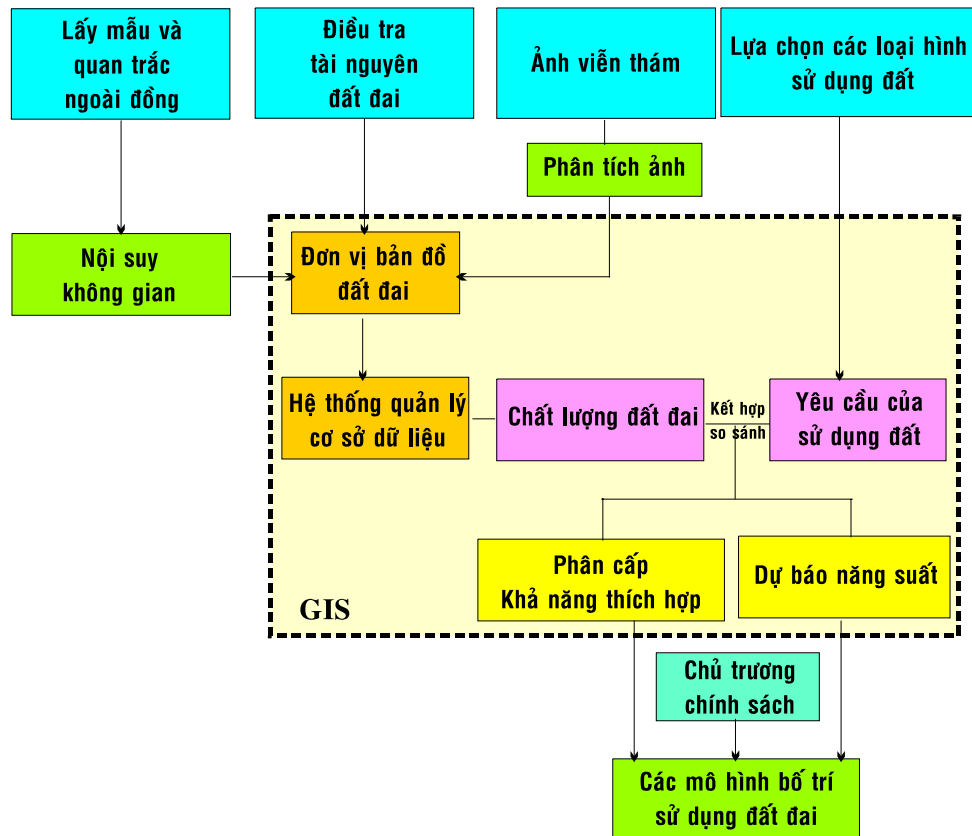 Lấy mẫu và
quan trắc
ngoài đồng
Điều tra
tài nguyên
đất đai
Ảnh viễn thám
Lựa chọn các loại hình
sử dụng đất
Phân tích ảnh
Nội suy
không gian
Đơn vị bản đồ
đất đai
Hệ thống quản lý
cơ sở dữ liệu
Chất lượng đất đai
Kết hợp
so sánh
Yêu cầu của
sử dụng đất
Phân cấp
Khả năng thích hợp
Dự báo năng suất
GIS
Chủ trương
chính sách
Các mô hình bố trí
sử dụng đất đai